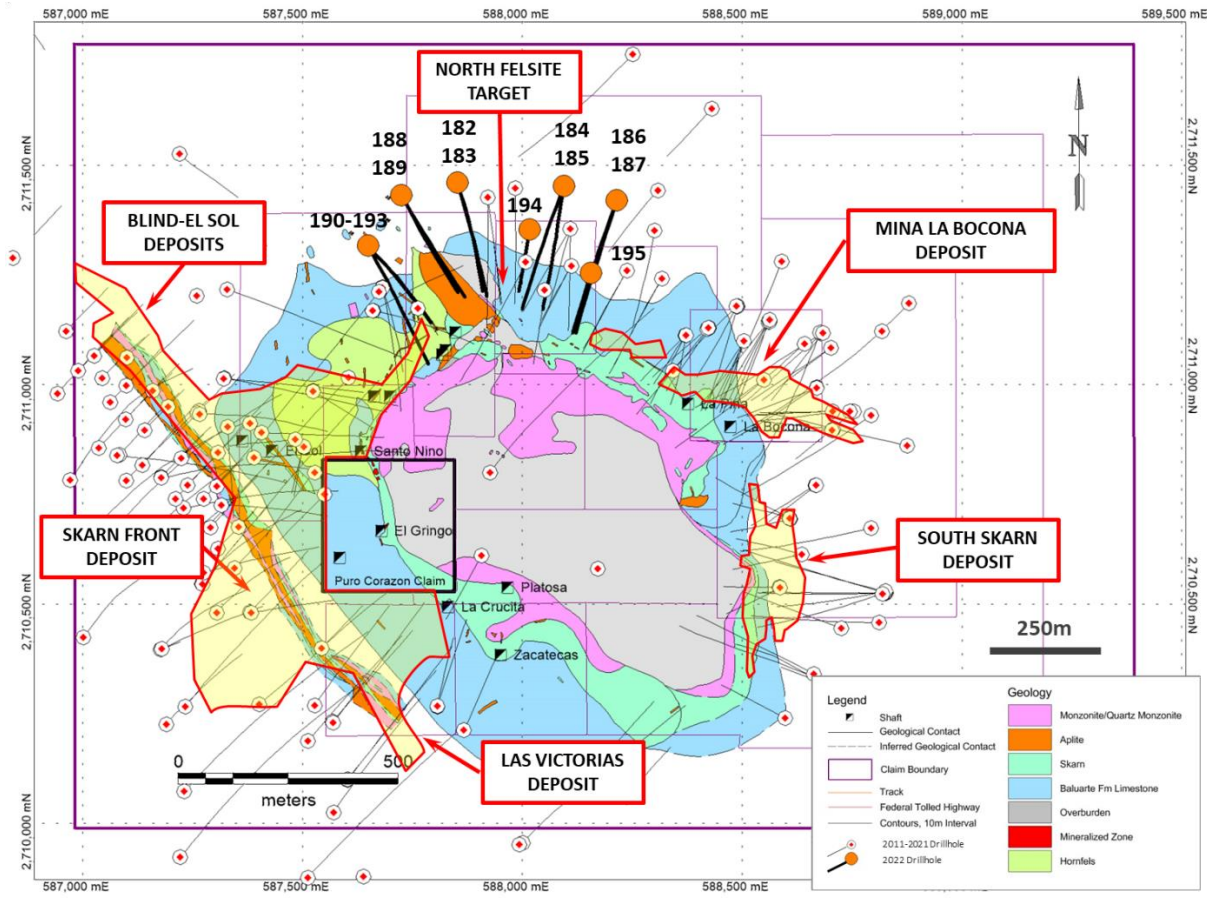 587,000 mE
587,500 mE
588,000 mE
588,500 mE
589,000 mE
589,500 mE
NORTH FELSITE
TARGET
188
189
182
183
184
185
186
187
194
190-193
195
N
2,711,500 mN
2,711,500 mN
BLIND-EL SOL
DEPOSITS
MINA LA BOCONA
DEPOSIT
2,711,000 mN
2,711,000 mN
La Bocona
Santo Nino
SKARN FRONT
DEPOSIT
El Gringo
Puro Corazon Claim
SOUTH SKARN
DEPOSIT
Platosa
La Crucita
2,710,500 mN
2,710,500 mN
250m
Zacatecas
LAS VICTORIAS
DEPOSIT
0
500
meters
Legend
Shaft
Geological Contact
Inferred Geological Contact
Claim Boundary
Track
Federal Tolled Highway
Contours, 10m Interval
2011-2021 Drillhole
2022 Drillhole
Geology
Monzonite/Quartz Monzonite
Aplite
Skarn
Baluarte Fm Limestone
Overburden
Mineralized Zone
Hornfels
2,710,000 mN
2,710,000 mN
587,000 mE
587,500 mE
588,000 mE
588,500 mE